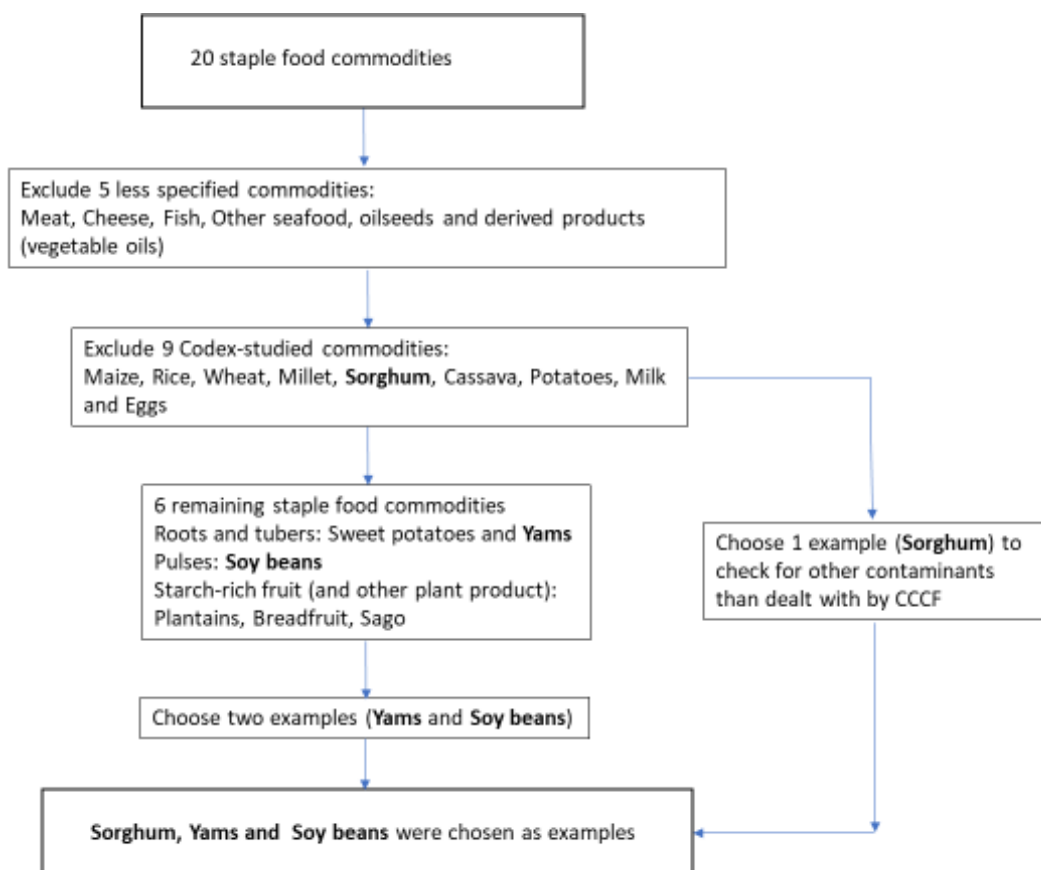 20 staple food commodities
Exclude 5 less specified commodities:
Meat, Cheese, Fish, Other seafood, oilseeds and derived products
(vegetable oils)
Exclude 9 Codex-studied commodities:
Maize, Rice, Wheat, Millet, Sorghum, Cassava, Potatoes, Milk
and Eggs
6 remaining staple food commodities
Roots and tubers: Sweet potatoes and Yams
Pulses: Soy beans
Starch-rich fruit (and other plant product):
Plantains, Breadfruit, Sago
Choose 1 example (Sorghum) to
check for other contaminants
than dealt with by CCCF
Choose two examples (Yams and Soy beans)
Sorghum, Yams and Soy beans were chosen as examples